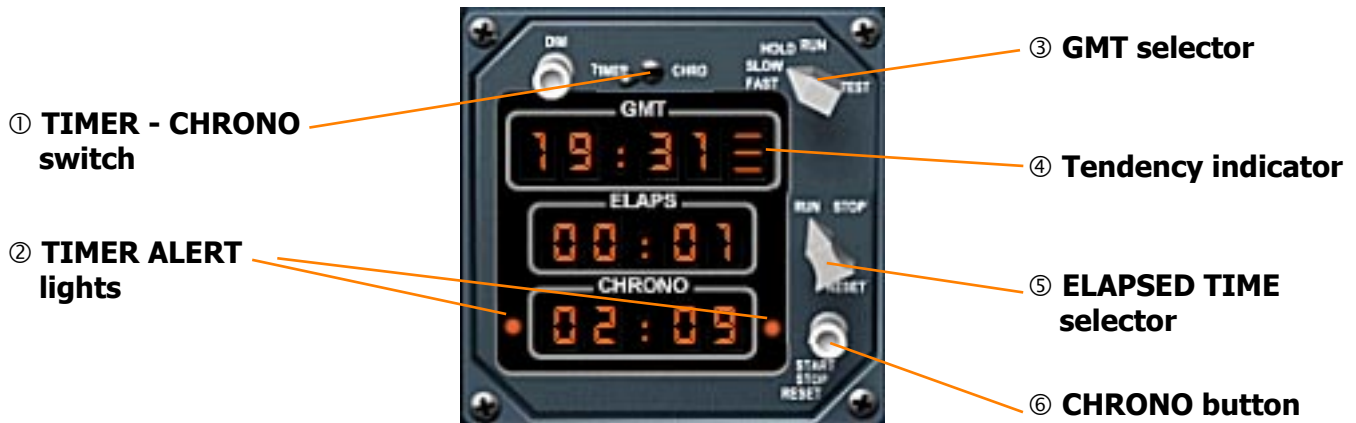 ① TIMER - CHRONO
switch
② TIMER ALERT
lights
DIM
TIMER CHRO
HOLD RUN
SLOW
FAST
TEST
GMT
19:31
ELAPS
00:01
RUN STOP
RESET
CHRONO
02:09
START
STOP
RESET
③ GMT selector
④ Tendency indicator
⑤ ELAPSED TIME
selector
⑥ CHRONO button